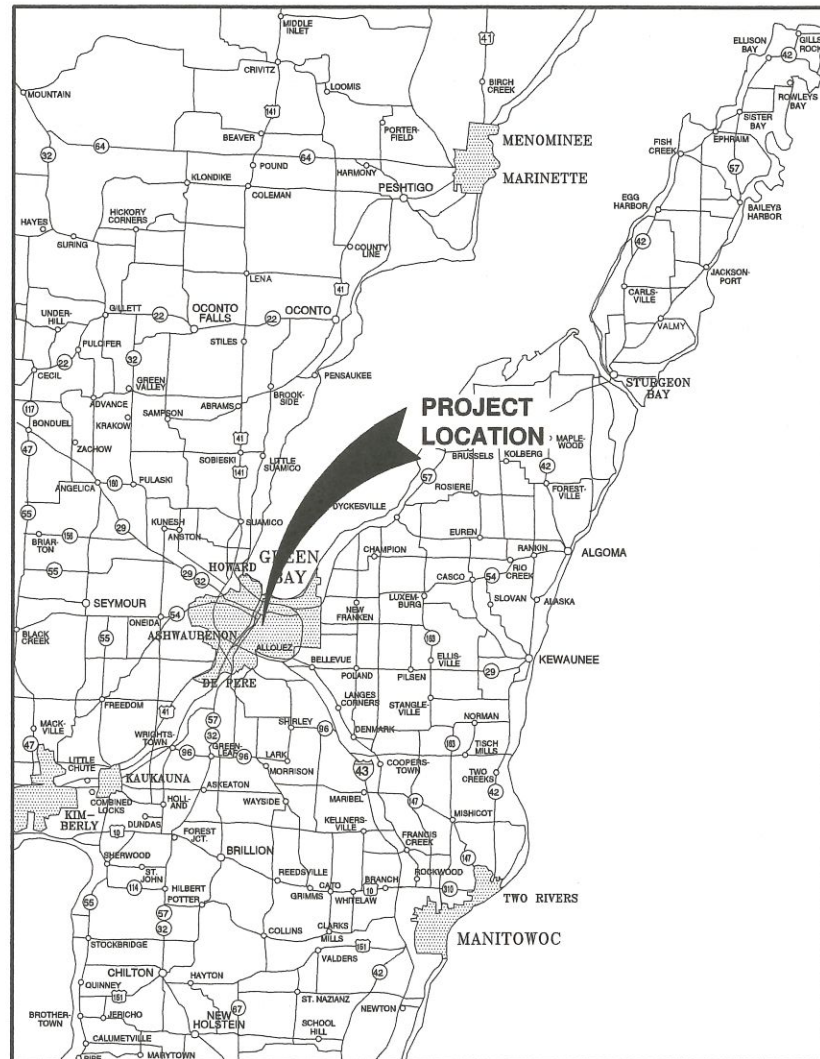 MIDDLE
INLET
41
ELLISON
BAY
GILLS
ROCK
42
CRIVITZ
LOOMIS
BIRCH
CREEK
ROWLEYS
BAY
MOUNTAIN
141
SISTER
BAY
BEAVER
PORTER-
FIELD
MENOMINEE
EPHRAIM
32
64
FISH
CREEK
POUND
64
HARMONY
MARINETTE
57
KLONDIKE
COLEMAN
PESHTIGO
EGG
HARBOR
BAILEYS
HARBOR
HICKORY
CORNERS
HAYES
SURING
COUNTY
LINE
42
LENA
JACKSON-
PORT
41
CARLS-
VILLE
GILLETT
22
OCONTO
FALLS
22
OCONTO
UNDER-
HILL
STILES
VALMY
PULCIFER
32
22
CECIL
GREEN
VALLEY
PENSAUKEE
STURGEON
BAY
BROOK-
SIDE
117
ADVANCE
ABRAMS
PROJECT
LOCATION
BONDUEL
KRAKOW
SAMPSON
41
MAPLE-
WOOD
47
ZACHOW
SOBIESKI
LITTLE
SUAMICO
BRUSSELS
KOLBERG
42
141
57
ANGELICA
160
PULASKI
ROSIERE
FOREST-
VILLE
55
29
KUNESH
SUAMICO
DYCKESVILLE
156
ANSTON
EUREN
BRIAR-
TON
HOWARD
GREEN
BAY
CHAMPION
RANKIN
ALGOMA
55
29
32
CASCO
54
RIO
CREEK
SEYMOUR
54
NEW
FRANKEN
LUXEM-
BURG
SLOVAN
ALASKA
ONEIDA
BLACK
CREEK
55
ASHWAUBENON
ALLOUEZ
163
ELLIS-
VILLE
KEWAUNEE
BELLEVUE
POLAND
PILSEN
29
DE PERE
LANGES
CORNERS
STANGLE-
VILLE
FREEDOM
41
57
SHIRLEY
NORMAN
MACK-
VILLE
32
96
DENMARK
163
WRIGHTS-
TOWN
TISCH
MILLS
47
LITTLE
CHUTE
96
GREEN-
LEAF
96
LARK
43
COOPERS-
TOWN
MORRISON
TWO
CREEKS
KAUKAUNA
ASKEATON
42
COMBINED
LOCKS
HOLL-
AND
WAYSIDE
MARIBEL
147
KIM-
BERLY
MISHICOT
10
DUNDAS
KELLNERS-
VILLE
FOREST
JCT.
FRANCIS
CREEK
SHERWOOD
BRILLION
147
ST.
JOHN
REEDSVILLE
BRANCH
ROCKWOOD
114
HILBERT
CATO
10
310
POTTER
GRIMMS
WHITELAW
TWO RIVERS
55
57
32
COLLINS
CLARKS
MILLS
MANITOWOC
STOCKBRIDGE
151
VALDERS
CHILTON
42
HAYTON
QUINNEY
151
ST. NAZIANZ
BROTHER-
TOWN
JERICHO
NEW
HOLSTEIN
67
NEWTON
SCHOOL
HILL
CALUMETVILLE
PIPE
MARYTOWN